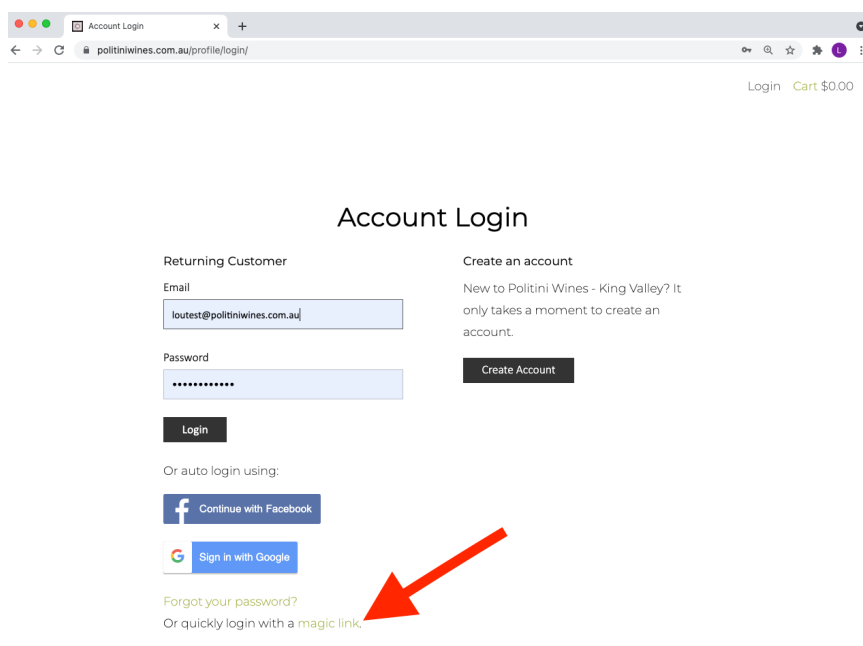 Account Login
politiniwines.com.au/profile/login/
L
Login Cart $0.00
Account Login
Returning Customer
Email
loutest@politiniwines.com.au
Password
••••••••••••
Login
Or auto login using:
Continue with Facebook
Sign in with Google
Forgot your password?
Or quickly login with a magic link.
Create an account
New to Politini Wines - King Valley? It
only takes a moment to create an
account.
Create Account